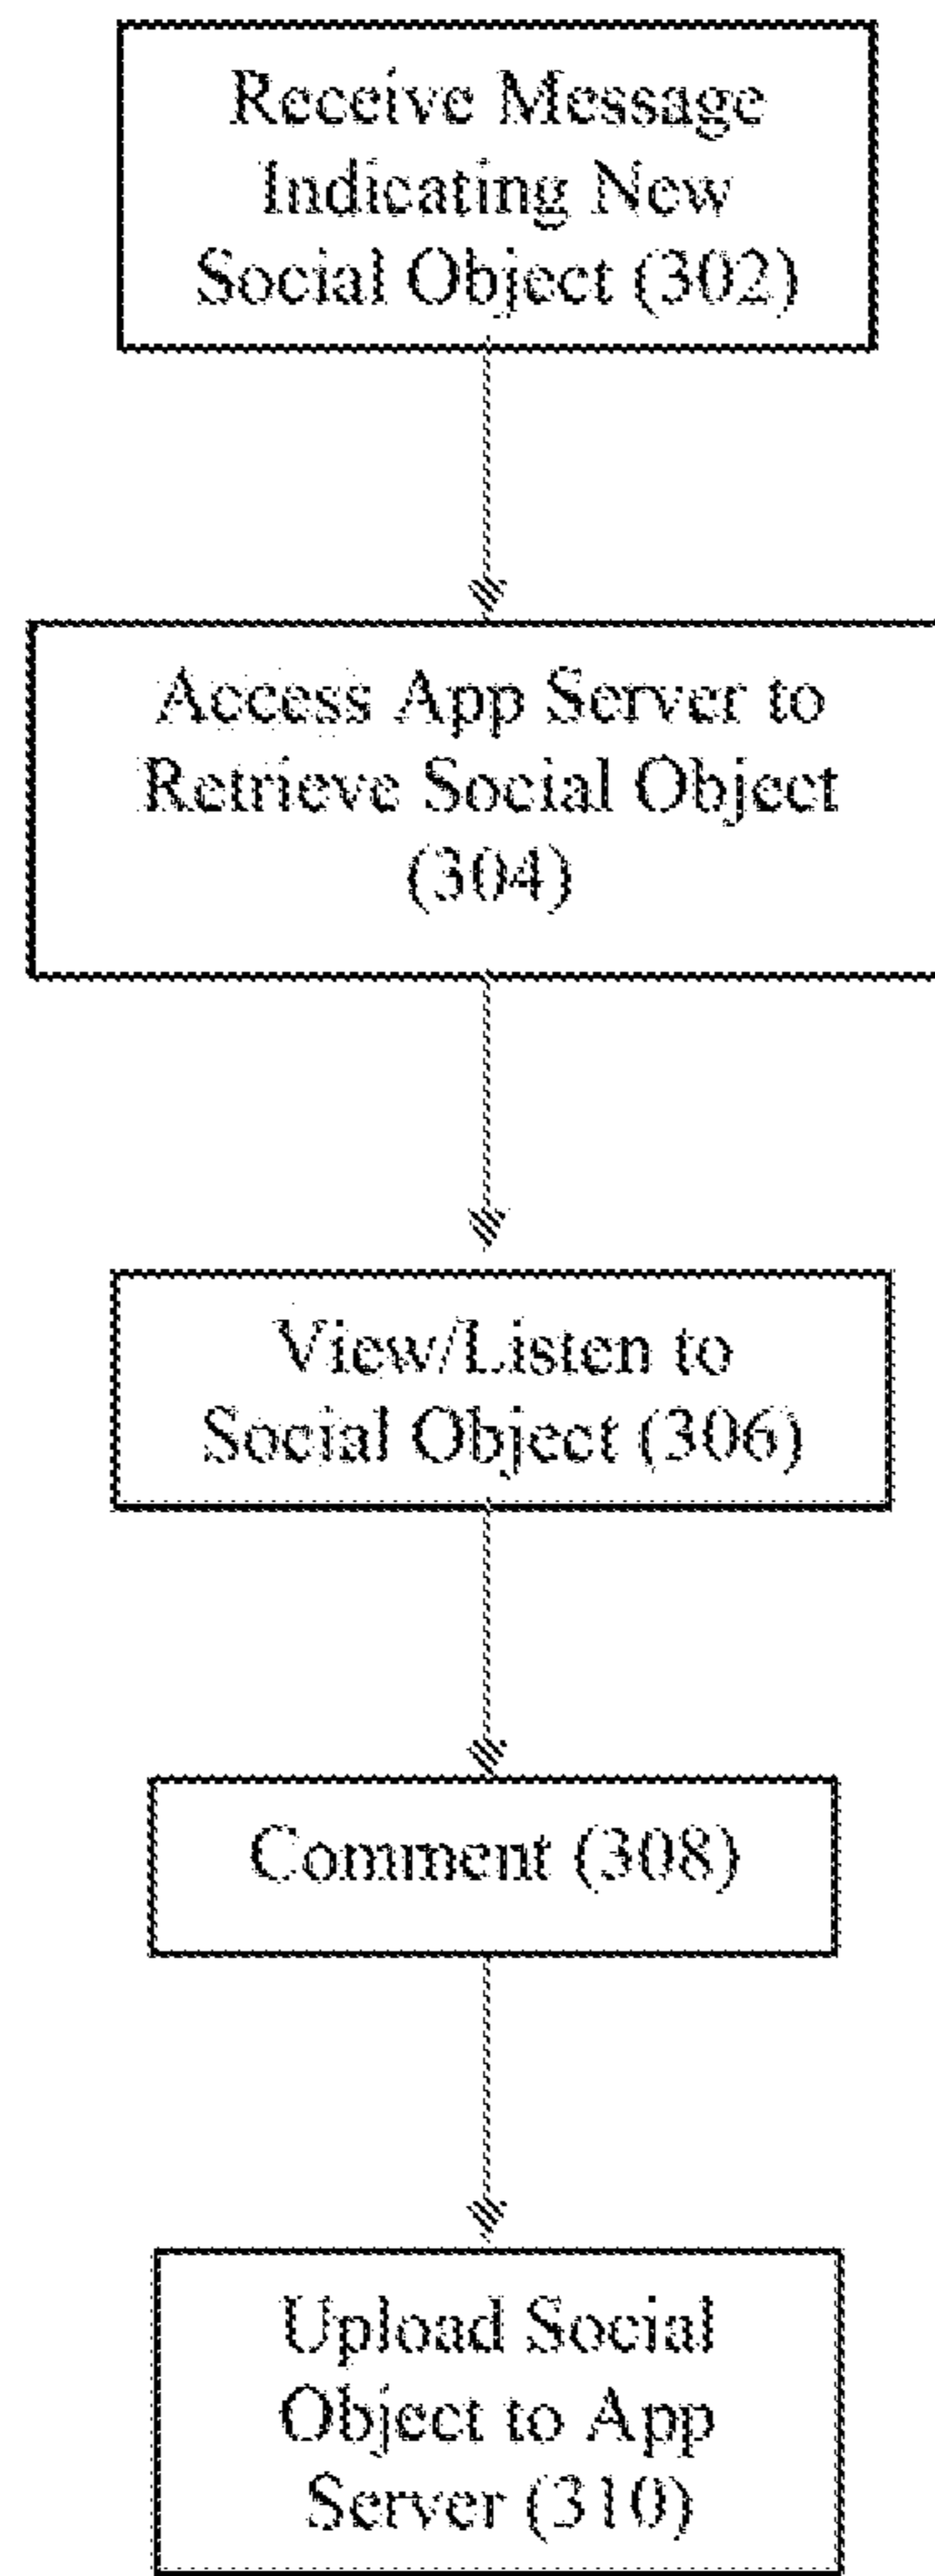 Receive Message
Indicating New
Social Object (302)
Access App Server to
Retrieve Social Object
(304)
View/Listen to
Social Object (306)
Comment (308)
Upload Social
Object to App
Server (310)